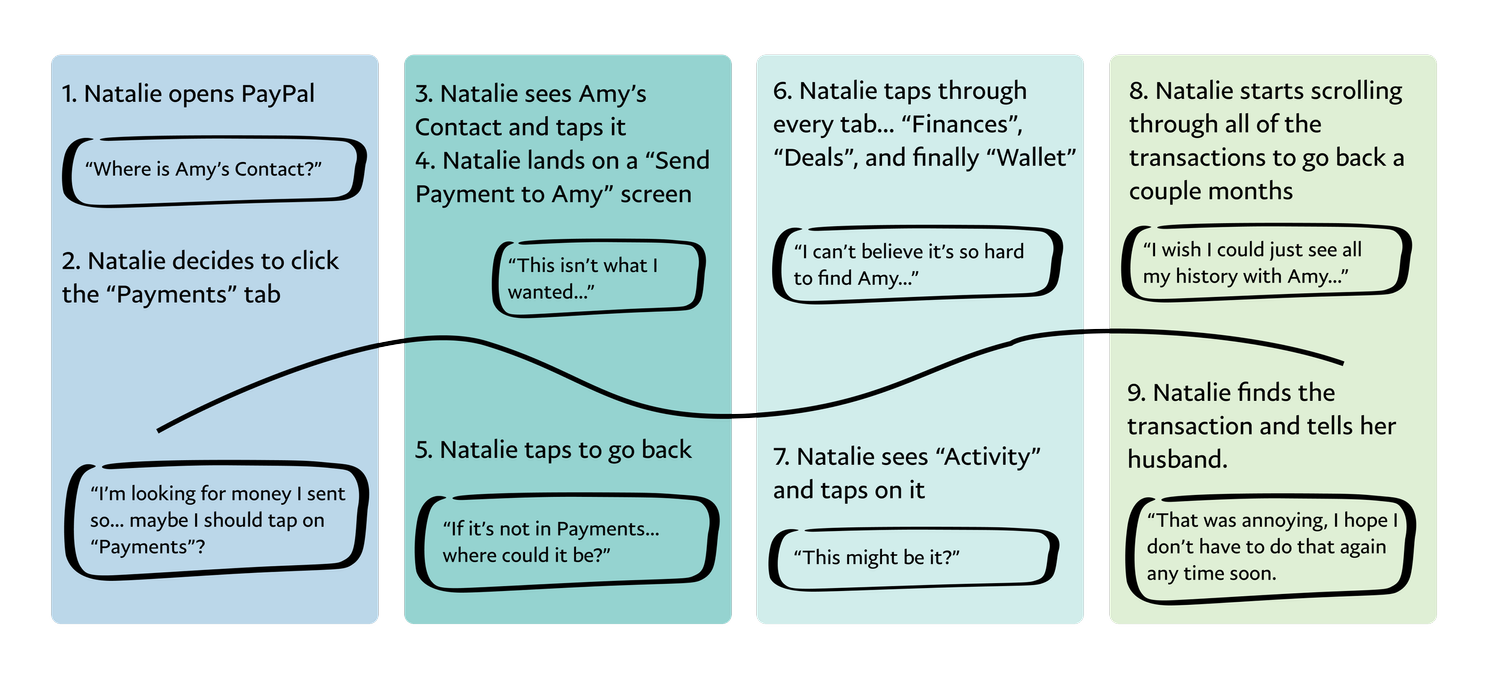 1. Natalie opens PayPal
“Where is Amy’s Contact?”
2. Natalie decides to click
the “Payments” tab
“I’m looking for money I sent
so... maybe I should tap on
“Payments”?
3. Natalie sees Amy’s
Contact and taps it
4. Natalie lands on a “Send
Payment to Amy” screen
“This isn’t what I
wanted...”
5. Natalie taps to go back
“If it’s not in Payments...
where could it be?”
6. Natalie taps through
every tab... “Finances”,
“Deals”, and finally “Wallet”
“I can’t believe it’s so hard
to find Amy...”
7. Natalie sees “Activity”
and taps on it
“This might be it?”
8. Natalie starts scrolling
through all of the
transactions to go back a
couple months
“I wish I could just see all
my history with Amy...”
9. Natalie finds the
transaction and tells her
husband.
“That was annoying, I hope I
don’t have to do that again
any time soon.